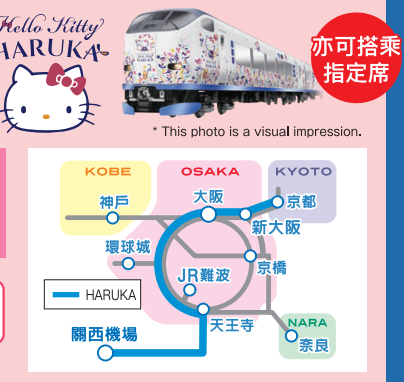 Hello Kitty
HARUKA
亦可搭乘
指定席
* This photo is a visual impression.
KOBE
OSAKA
KYOTO
神戶
大阪
京都
新大阪
環球城
京橋
JR難波
HARUKA
天王寺
關西機場
NARA
奈良